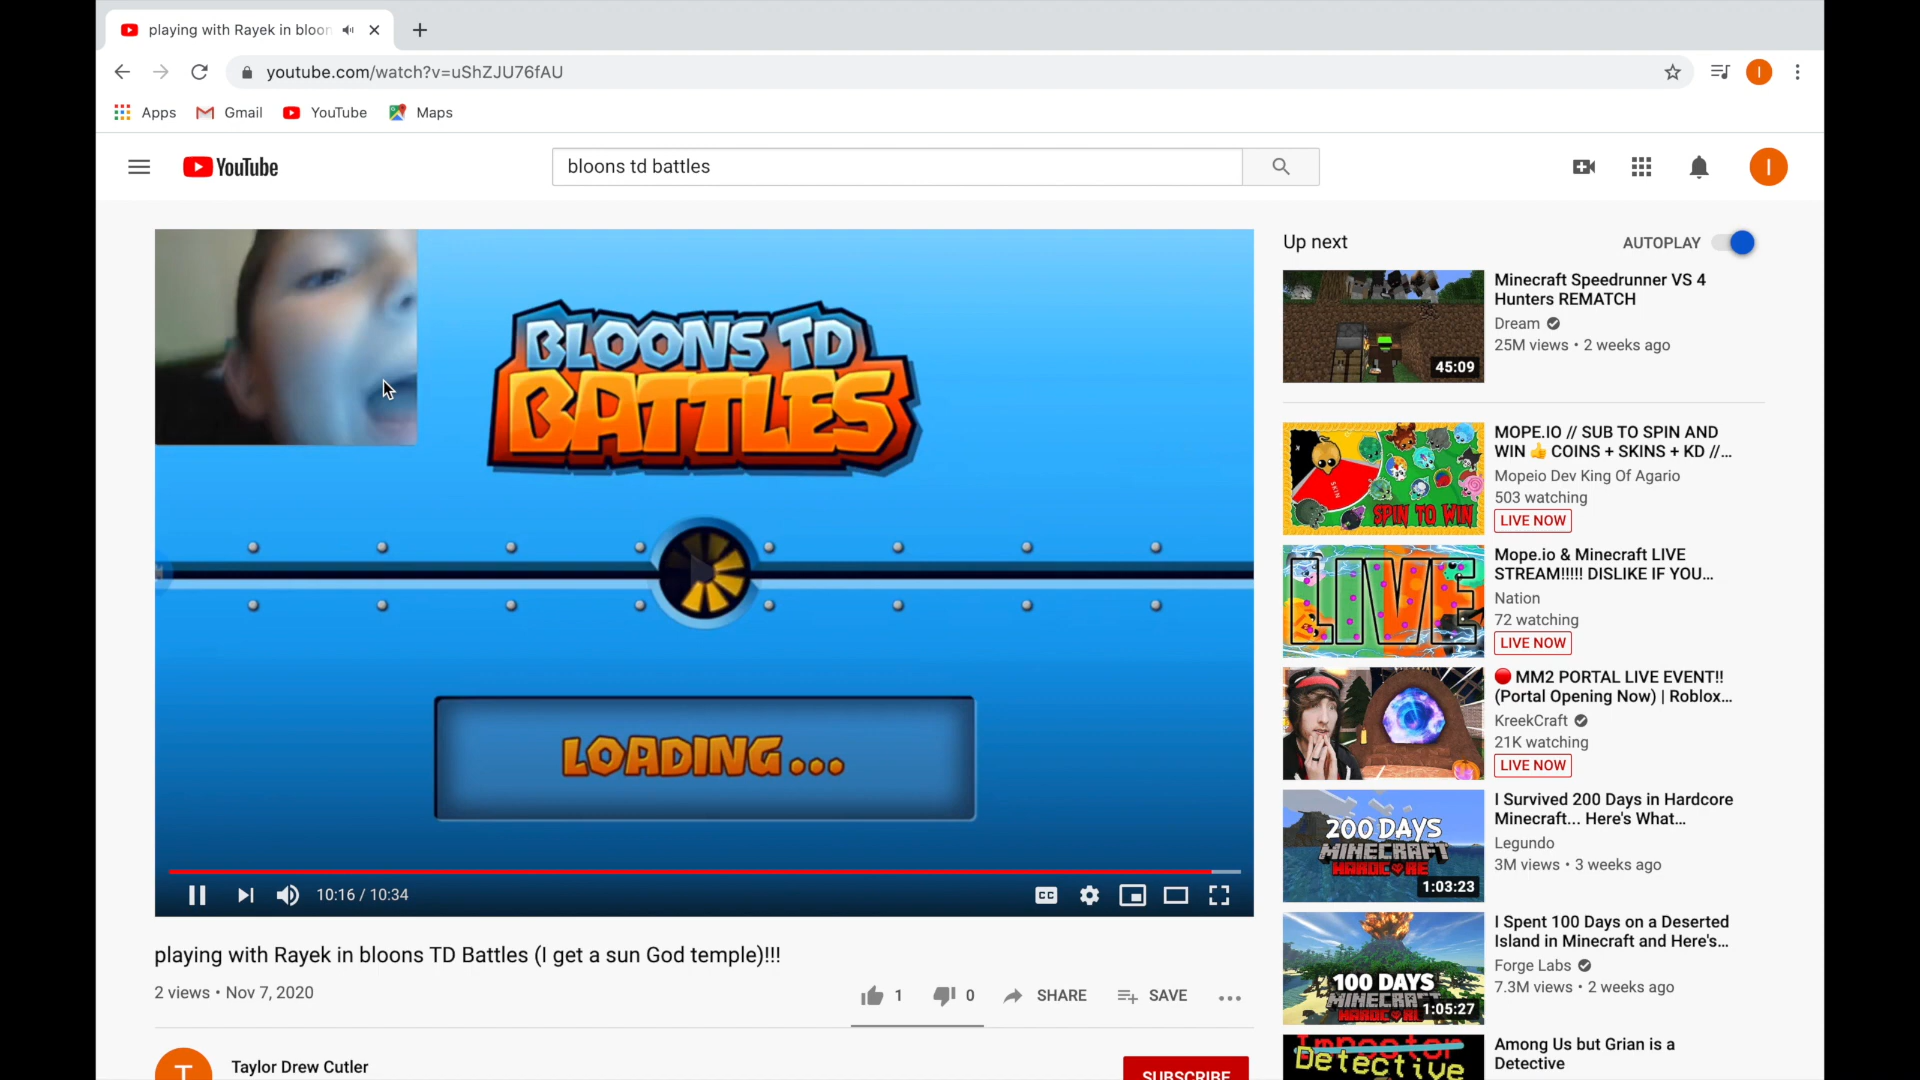 playing with Rayek in bloon
youtube.com/watch?v=uShZJU76fAU
I
Apps
Gmail
YouTube
Maps
YouTube
bloons td battles
I
BLOONS TD
BATTLES
LOADING...
10:16 / 10:34
CC
playing with Rayek in bloons TD Battles (I get a sun God temple)!!!
2 views • Nov 7, 2020
1
0
SHARE
SAVE
T
Taylor Drew Cutler
SUBSCRIBE
Up next
AUTOPLAY
45:09
Minecraft Speedrunner VS 4
Hunters REMATCH
Dream
25M views • 2 weeks ago
SKIN
SPIN TO WIN
MOPE.IO // SUB TO SPIN AND
WIN 👍 COINS + SKINS + KD //...
Mopeio Dev King Of Agario
503 watching
LIVE NOW
LIVE
Mope.io & Minecraft LIVE
STREAM!!!!! DISLIKE IF YOU...
Nation
72 watching
LIVE NOW
🔴 MM2 PORTAL LIVE EVENT!!
(Portal Opening Now) | Roblox...
KreekCraft
21K watching
LIVE NOW
200 DAYS
MINECRAFT
HARDCORE
1:03:23
I Survived 200 Days in Hardcore
Minecraft... Here's What...
Legundo
3M views • 3 weeks ago
100 DAYS
MINECRAFT
HARDCORE
1:05:27
I Spent 100 Days on a Deserted
Island in Minecraft and Here's...
Forge Labs
7.3M views • 2 weeks ago
Impostor
Detective
Among Us but Grian is a
Detective